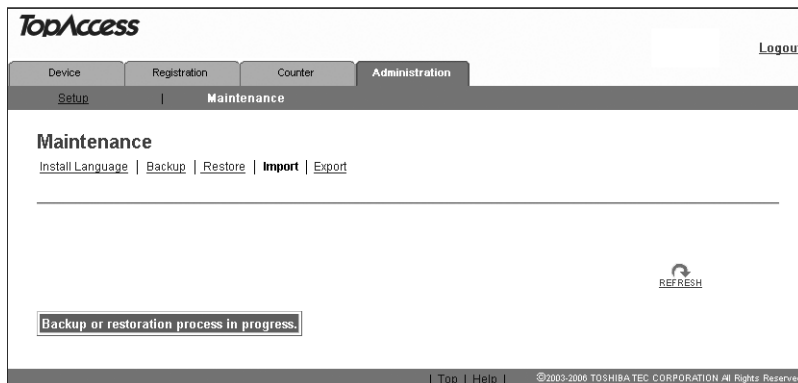 TopAccess
Logout
Device Registration Counter Administration
Setup | Maintenance
Maintenance
Install Language | Backup | Restore | Import | Export
REFRESH
Backup or restoration process in progress.
| Top | Help | ©2003-2006 TOSHIBA TEC CORPORATION All Rights Reserved